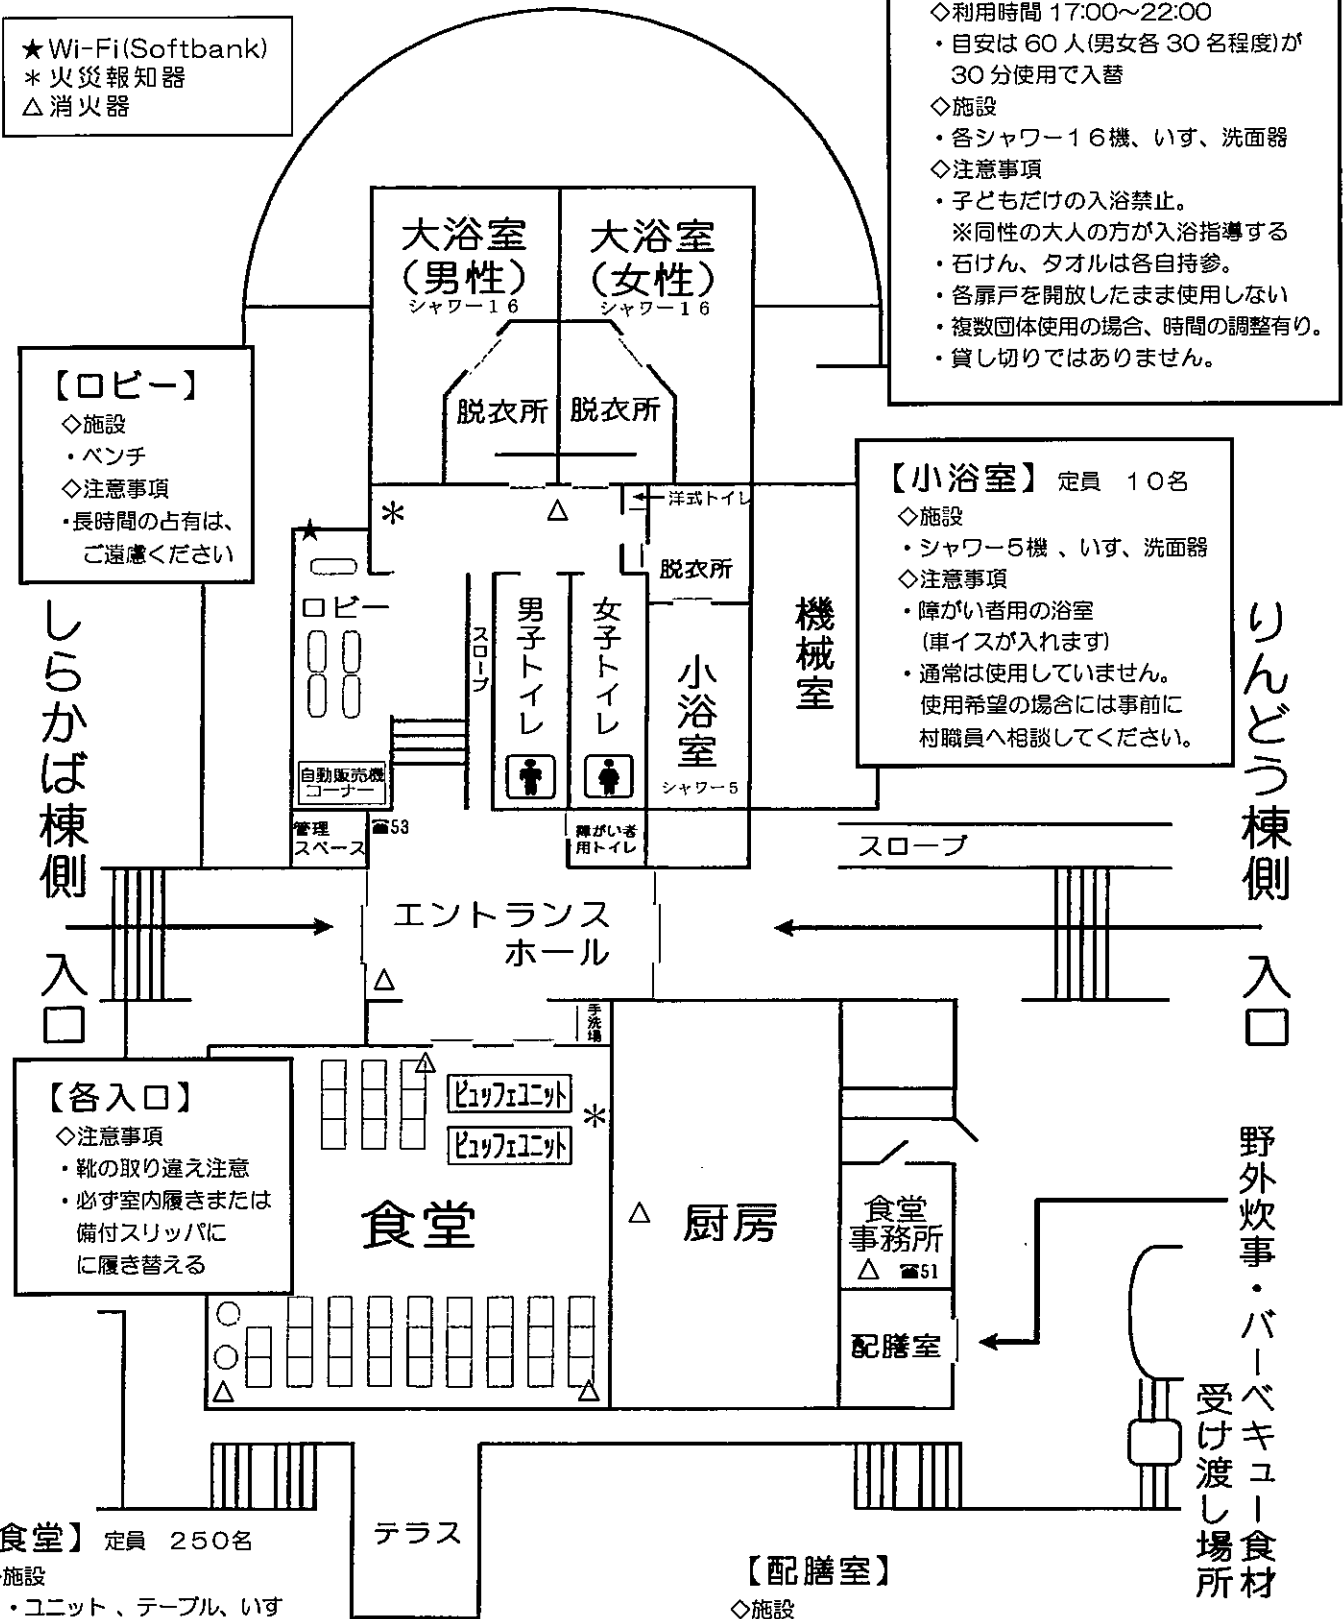 ★Wi-Fi(Softbank)
＊火災報知器
△消火器
◇利用時間 17:00～22:00
・目安は 60 人(男女各 30 名程度)が
30 分使用で入替
◇施設
・各シャワー１６機、いす、洗面器
◇注意事項
・子どもだけの入浴禁止。
※同性の大人の方が入浴指導する
・石けん、タオルは各自持参。
・各扉戸を開放したまま使用しない
・複数団体使用の場合、時間の調整有り。
・貸し切りではありません。
大浴室
(男性)
シャワー１６
大浴室
(女性)
シャワー１６
脱衣所
脱衣所
【ロビー】
◇施設
・ベンチ
◇注意事項
・長時間の占有は、
ご遠慮ください
【小浴室】 定員 １０名
◇施設
・シャワー５機 、いす、洗面器
◇注意事項
・障がい者用の浴室
(車イスが入れます)
・通常は使用していません。
使用希望の場合には事前に
村職員へ相談してください。
★
＊
△
洋式トイレ
脱衣所
ロビー
スロープ
男子トイレ
女子トイレ
小浴室
シャワー５
機械室
自動販売機
コーナー
管理
スペース
☎53
障がい者
用トイレ
スロープ
しらかば棟側 入口
りんどう棟側 入口
エントランス
ホール
△
手洗場
【各入口】
◇注意事項
・靴の取り違え注意
・必ず室内履きまたは
備付スリッパに
に履き替える
△
ビュッフェユニット
ビュッフェユニット
＊
食堂
△
厨房
食堂
事務所
△ ☎51
配膳室
△
△
野外炊事・バーベキュー食材
受け渡し場所
テラス
食堂】 定員 ２５０名
施設
・ユニット 、テーブル、いす
【配膳室】
◇施設